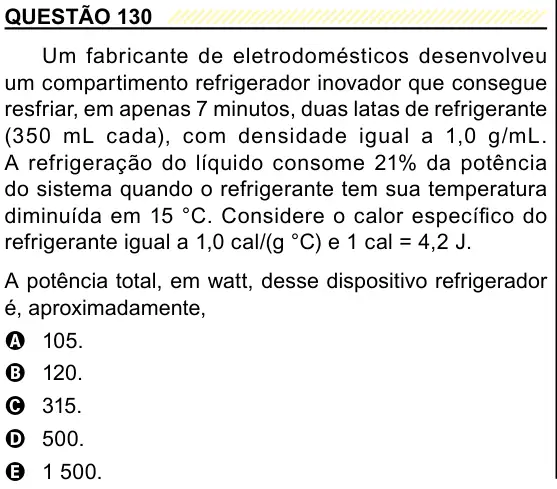 QUESTÃO 130
Um fabricante de eletrodomésticos desenvolveu
um compartimento refrigerador inovador que consegue
resfriar, em apenas 7 minutos, duas latas de refrigerante
(350 mL cada), com densidade igual a 1,0 g/mL.
A refrigeração do líquido consome 21% da potência
do sistema quando o refrigerante tem sua temperatura
diminuída em 15 °C. Considere o calor específico do
refrigerante igual a 1,0 cal/(g °C) e 1 cal = 4,2 J.
A potência total, em watt, desse dispositivo refrigerador
é, aproximadamente,
A 105.
B 120.
C 315.
D 500.
E 1 500.